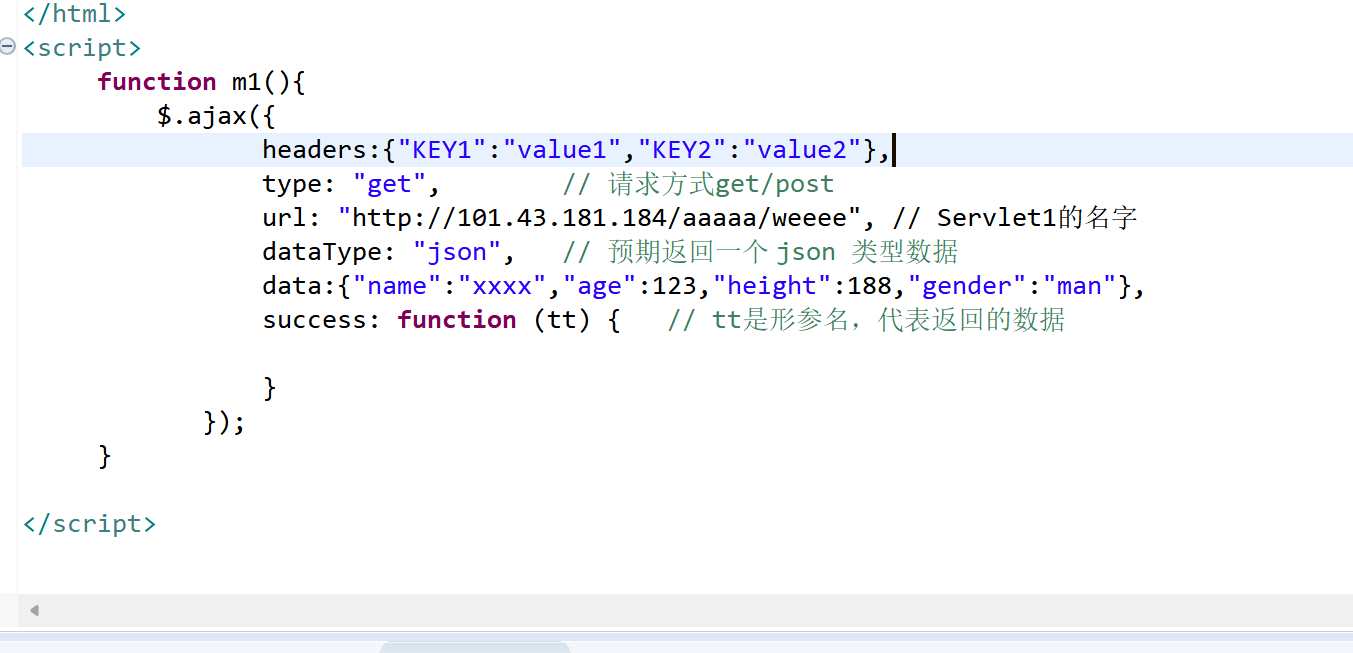 </html>
<script>
function m1(){
$.ajax({
headers:{"KEY1":"value1","KEY2":"value2"},
type: "get",        // 请求方式get/post
url: "http://101.43.181.184/aaaaa/weeee", // Servlet1的名字
dataType: "json",   // 预期返回一个 json 类型数据
data:{"name":"xxxx","age":123,"height":188,"gender":"man"},
success: function (tt) {   // tt是形参名，代表返回的数据
}
});
}
</script>